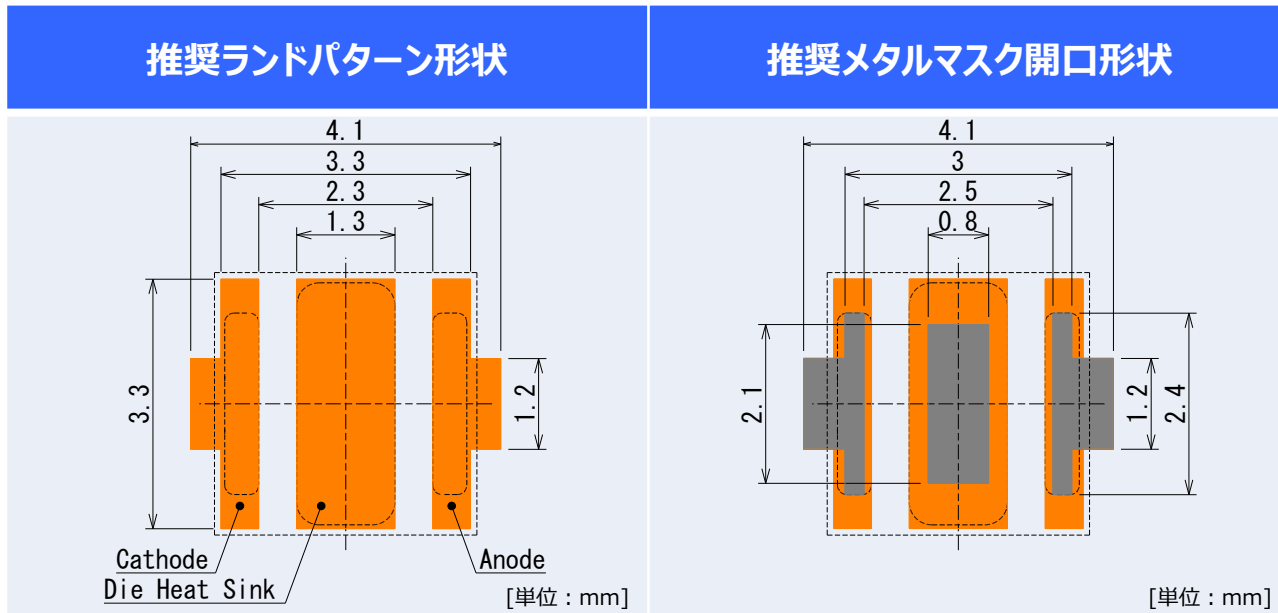 推奨ランドパターン形状
推奨メタルマスク開口形状
4.1
3.3
2.3
1.3
3.3
1.2
Cathode
Die Heat Sink
Anode
[単位：mm]
4.1
3
2.5
0.8
2.1
1.2
2.4
[単位：mm]